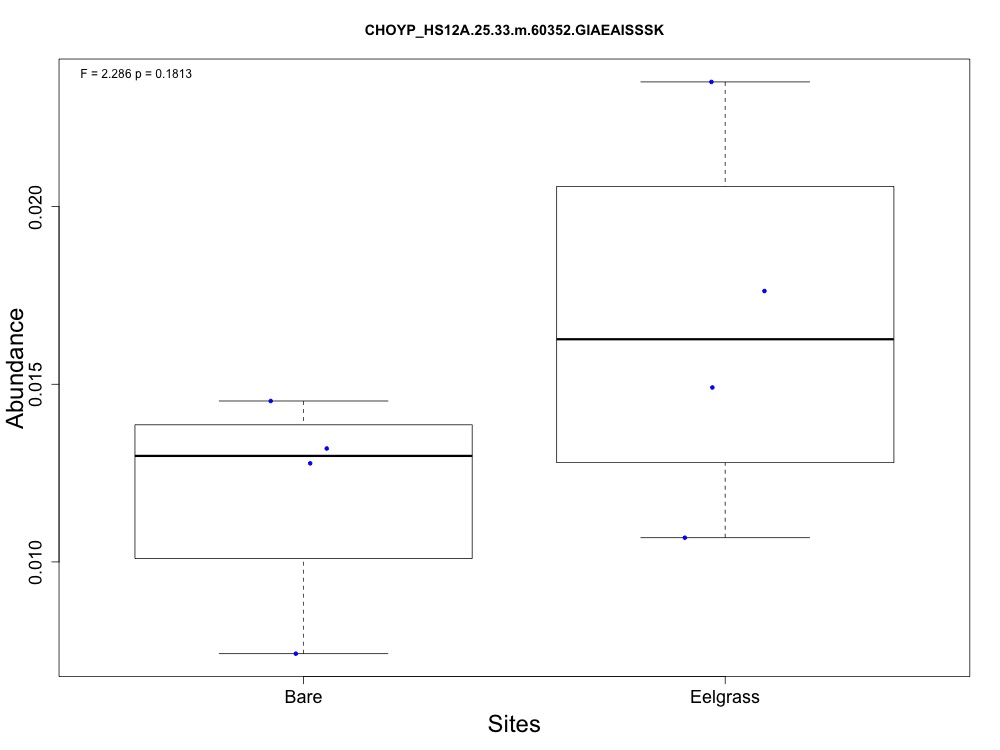 CHOYP_HS12A.25.33.m.60352.GIAEAISSSK
F = 2.286 p = 0.1813
Abundance
0.020
0.015
0.010
Bare
Eelgrass
Sites